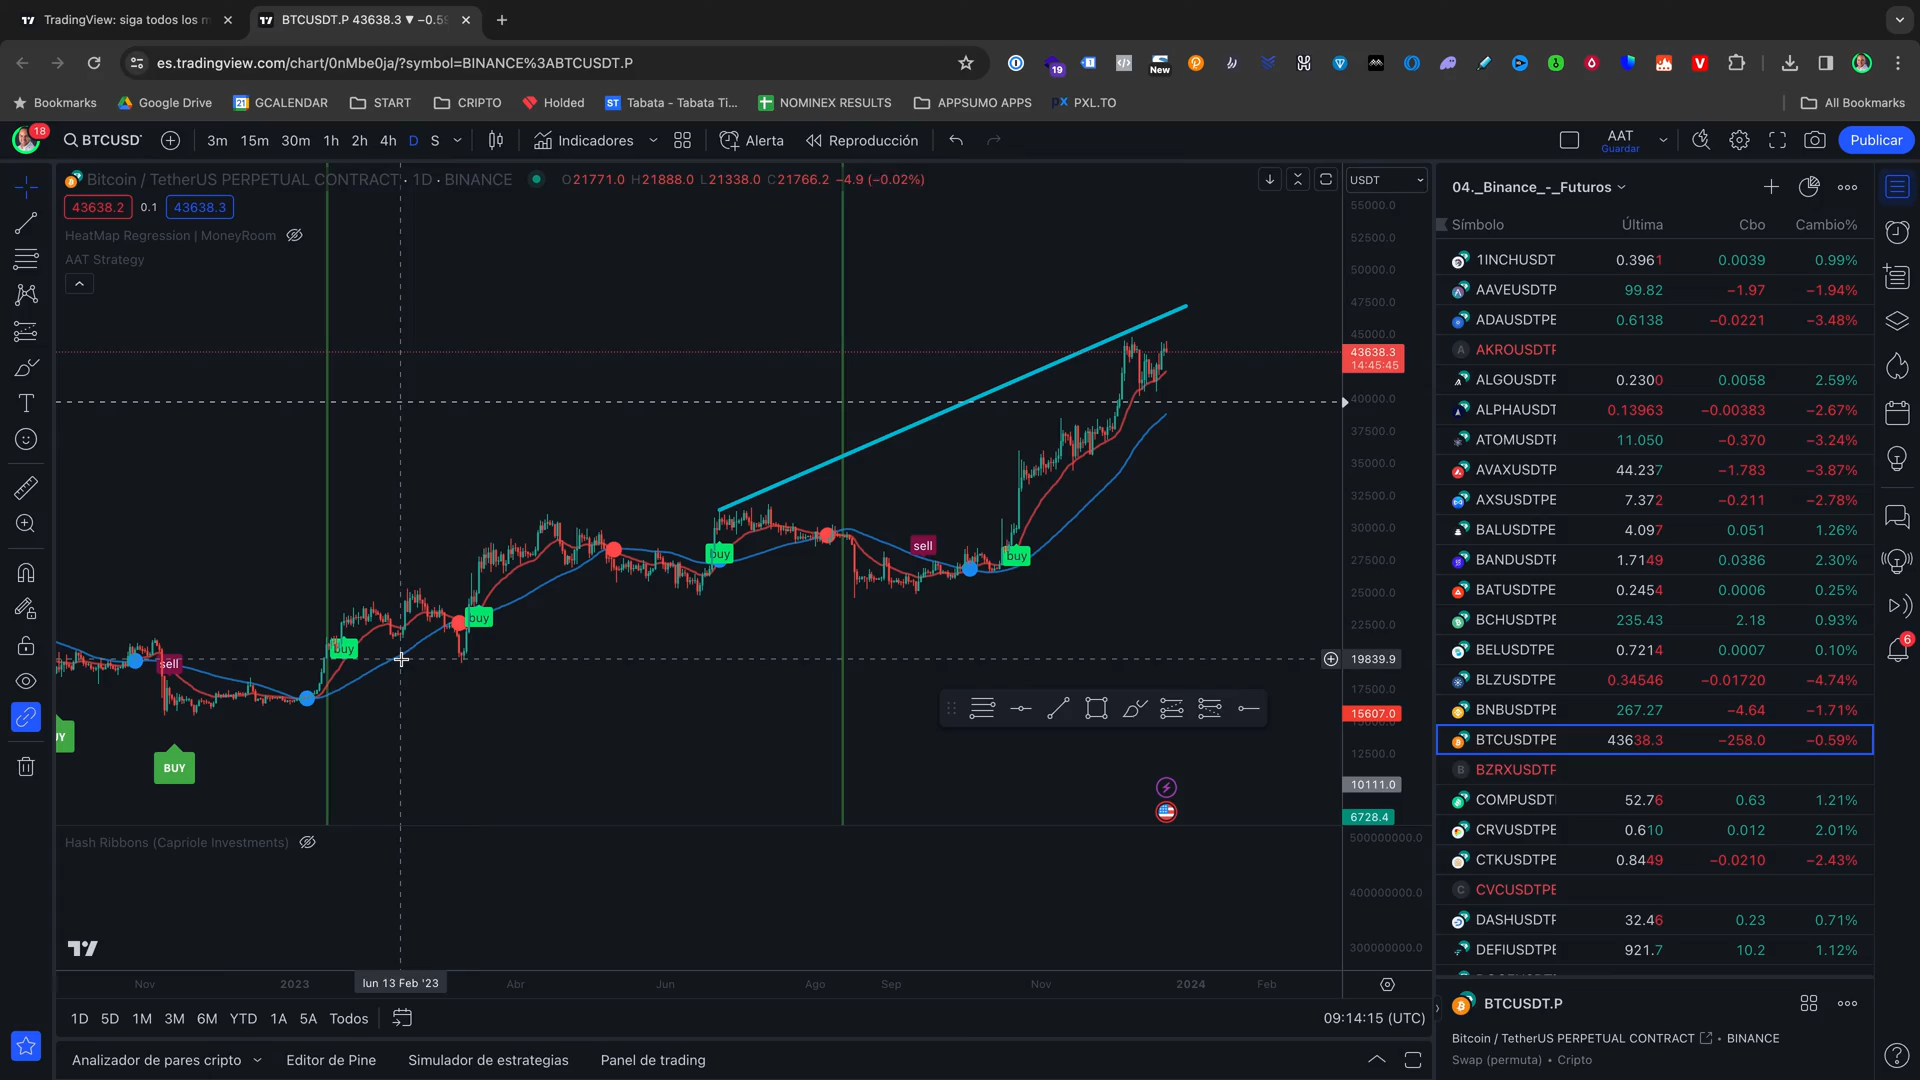 TradingView: siga todos los m
BTCUSDT.P 43638.3 ▼ −0.59
es.tradingview.com/chart/0nMbe0ja/?symbol=BINANCE%3ABTCUSDT.P
19
New
Bookmarks
Google Drive
21 GCALENDAR
START
CRIPTO
Holded
ST Tabata - Tabata Ti...
NOMINEX RESULTS
APPSUMO APPS
PX PXL.TO
All Bookmarks
18
BTCUSD
3m 15m 30m 1h 2h 4h D S
Indicadores
Alerta
Reproducción
AAT
Guardar
Publicar
Bitcoin / TetherUS PERPETUAL CONTRACT · 1D · BINANCE
O21771.0 H21888.0 L21338.0 C21766.2 −4.9 (−0.02%)
USDT
43638.2 0.1 43638.3
HeatMap Regression | MoneyRoom
AAT Strategy
55000.0
52500.0
50000.0
47500.0
45000.0
43638.3
14:45:45
40000.0
37500.0
35000.0
32500.0
30000.0
27500.0
25000.0
22500.0
19839.9
17500.0
15607.0
12500.0
10111.0
6728.4
sell
buy
buy
buy
sell
buy
BUY
Hash Ribbons (Capriole Investments)
500000000.0
400000000.0
300000000.0
Nov
2023
lun 13 Feb '23
Abr
Jun
Ago
Sep
Nov
2024
Feb
1D 5D 1M 3M 6M YTD 1A 5A Todos
09:14:15 (UTC)
Analizador de pares cripto
Editor de Pine
Simulador de estrategias
Panel de trading
04._Binance_-_Futuros
Símbolo Última Cbo Cambio%
1INCHUSDT 0.3961 0.0039 0.99%
AAVEUSDTP 99.82 −1.97 −1.94%
ADAUSDTPE 0.6138 −0.0221 −3.48%
A AKROUSDTF
ALGOUSDTP 0.2300 0.0058 2.59%
ALPHAUSDT 0.13963 −0.00383 −2.67%
ATOMUSDTF 11.050 −0.370 −3.24%
AVAXUSDTP 44.237 −1.783 −3.87%
AXSUSDTPE 7.372 −0.211 −2.78%
BALUSDTPE 4.097 0.051 1.26%
BANDUSDTP 1.7149 0.0386 2.30%
BATUSDTPE 0.2454 0.0006 0.25%
BCHUSDTPE 235.43 2.18 0.93%
BELUSDTPE 0.7214 0.0007 0.10%
BLZUSDTPE 0.34546 −0.01720 −4.74%
BNBUSDTPE 267.27 −4.64 −1.71%
BTCUSDTPE 43638.3 −258.0 −0.59%
B BZRXUSDTF
COMPUSDTI 52.76 0.63 1.21%
CRVUSDTPE 0.610 0.012 2.01%
CTKUSDTPE 0.8449 −0.0210 −2.43%
C CVCUSDTPE
DASHUSDTF 32.46 0.23 0.71%
DEFIUSDTPE 921.7 10.2 1.12%
BTCUSDT.P
Bitcoin / TetherUS PERPETUAL CONTRACT • BINANCE
Swap (permuta) • Cripto
6